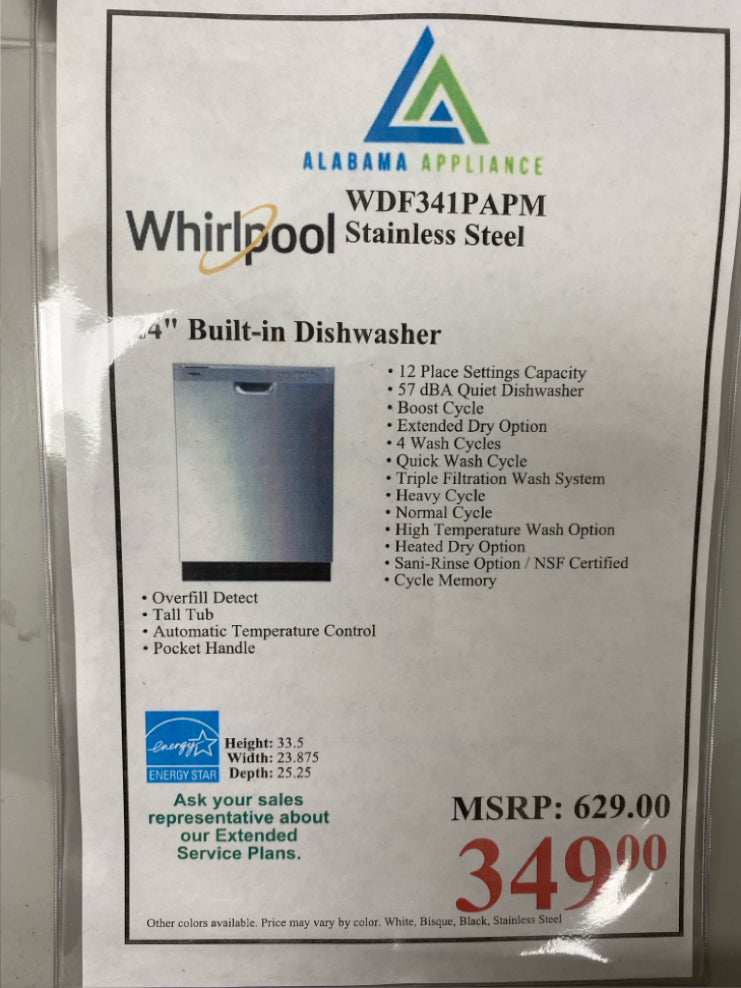 ALABAMA APPLIANCE
WDF341PAPM
Whirlpool Stainless Steel
24" Built-in Dishwasher
• 12 Place Settings Capacity
• 57 dBA Quiet Dishwasher
• Boost Cycle
• Extended Dry Option
• 4 Wash Cycles
• Quick Wash Cycle
• Triple Filtration Wash System
• Heavy Cycle
• Normal Cycle
• High Temperature Wash Option
• Heated Dry Option
• Sani-Rinse Option / NSF Certified
• Cycle Memory
• Overfill Detect
• Tall Tub
• Automatic Temperature Control
• Pocket Handle
energy
ENERGY STAR
Height: 33.5
Width: 23.875
Depth: 25.25
Ask your sales
representative about
our Extended
Service Plans.
MSRP: 629.00
34900
Other colors available. Price may vary by color. White, Bisque, Black, Stainless Steel